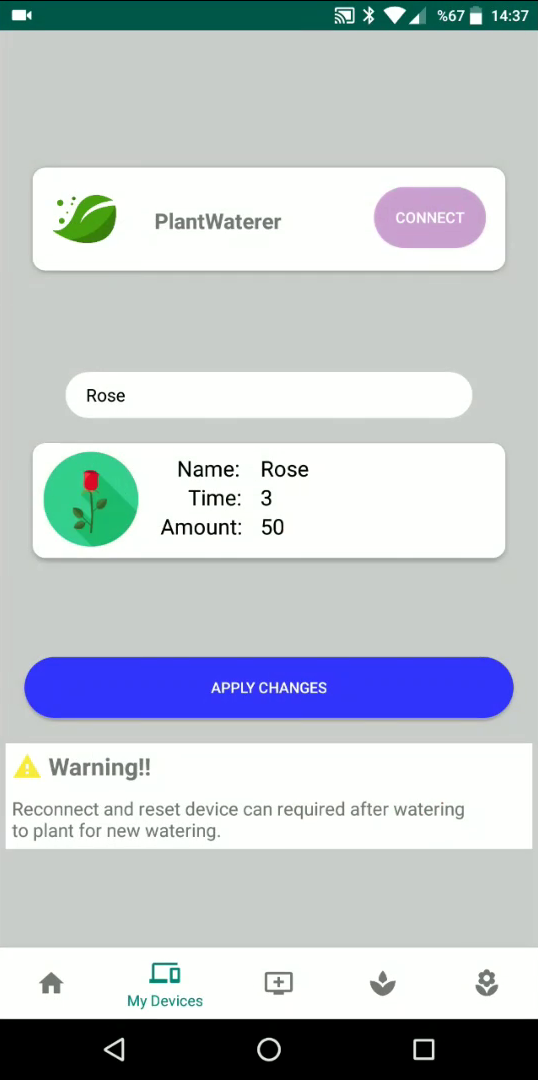 %67 14:37
PlantWaterer
CONNECT
Rose
Name: Rose
Time: 3
Amount: 50
APPLY CHANGES
Warning!!
Reconnect and reset device can required after watering
to plant for new watering.
My Devices